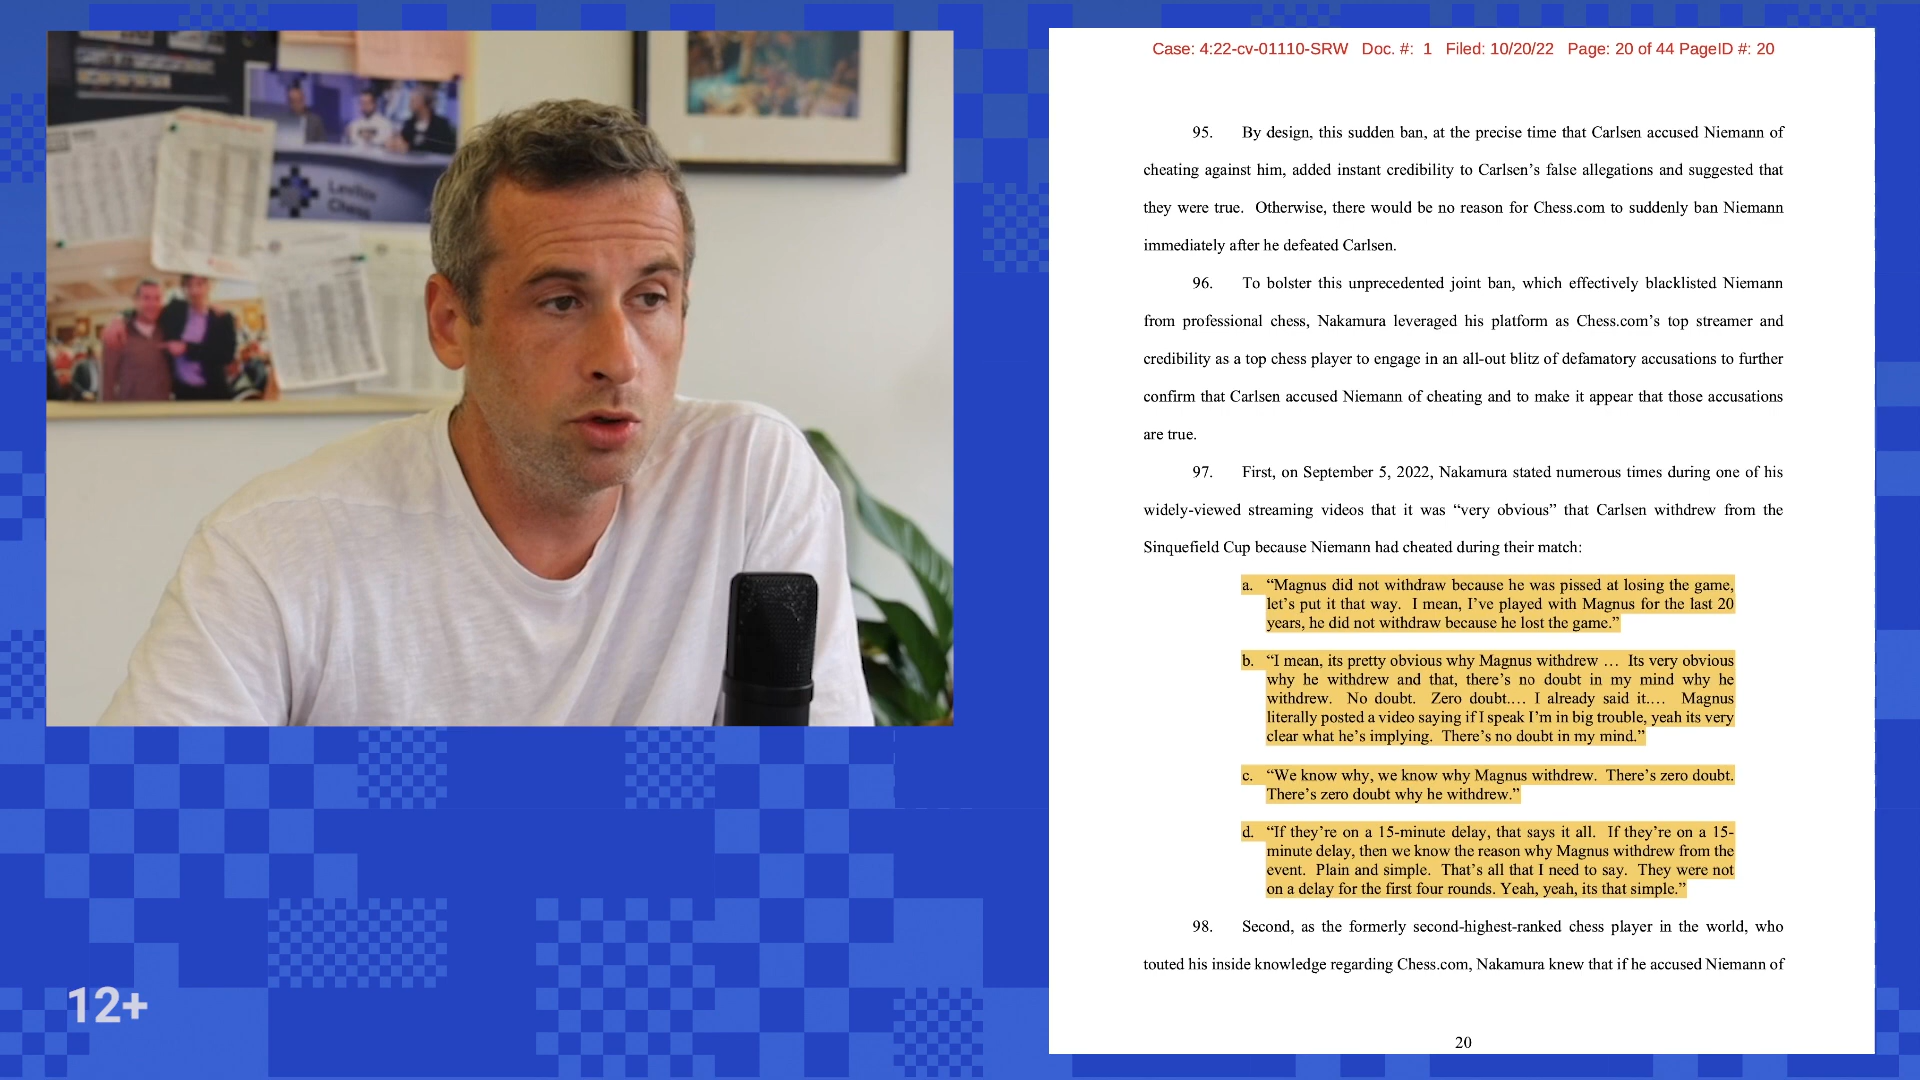 Levitov
Chess
12+
Case: 4:22-cv-01110-SRW Doc. #: 1 Filed: 10/20/22 Page: 20 of 44 PageID #: 20
95. By design, this sudden ban, at the precise time that Carlsen accused Niemann of
cheating against him, added instant credibility to Carlsen’s false allegations and suggested that
they were true. Otherwise, there would be no reason for Chess.com to suddenly ban Niemann
immediately after he defeated Carlsen.
96. To bolster this unprecedented joint ban, which effectively blacklisted Niemann
from professional chess, Nakamura leveraged his platform as Chess.com’s top streamer and
credibility as a top chess player to engage in an all-out blitz of defamatory accusations to further
confirm that Carlsen accused Niemann of cheating and to make it appear that those accusations
are true.
97. First, on September 5, 2022, Nakamura stated numerous times during one of his
widely-viewed streaming videos that it was “very obvious” that Carlsen withdrew from the
Sinquefield Cup because Niemann had cheated during their match:
a. “Magnus did not withdraw because he was pissed at losing the game,
let’s put it that way. I mean, I’ve played with Magnus for the last 20
years, he did not withdraw because he lost the game.”
b. “I mean, its pretty obvious why Magnus withdrew … Its very obvious
why he withdrew and that, there’s no doubt in my mind why he
withdrew. No doubt. Zero doubt.… I already said it.… Magnus
literally posted a video saying if I speak I’m in big trouble, yeah its very
clear what he’s implying. There’s no doubt in my mind.”
c. “We know why, we know why Magnus withdrew. There’s zero doubt.
There’s zero doubt why he withdrew.”
d. “If they’re on a 15-minute delay, that says it all. If they’re on a 15-
minute delay, then we know the reason why Magnus withdrew from the
event. Plain and simple. That’s all that I need to say. They were not
on a delay for the first four rounds. Yeah, yeah, its that simple.”
98. Second, as the formerly second-highest-ranked chess player in the world, who
touted his inside knowledge regarding Chess.com, Nakamura knew that if he accused Niemann of
20